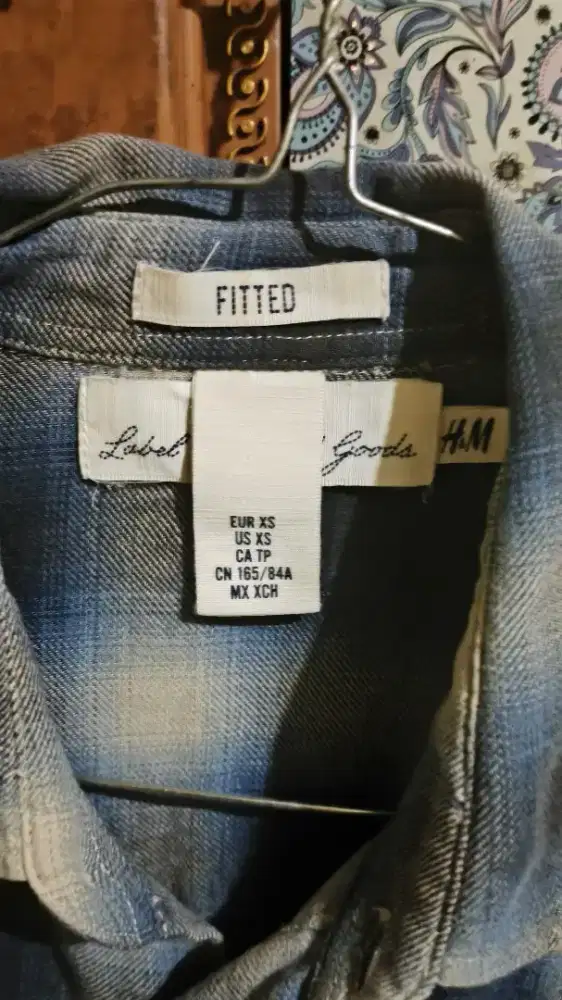 FITTED
Label Goods
H&M
EUR XS
US XS
CA TP
CN 165/84A
MX XCH